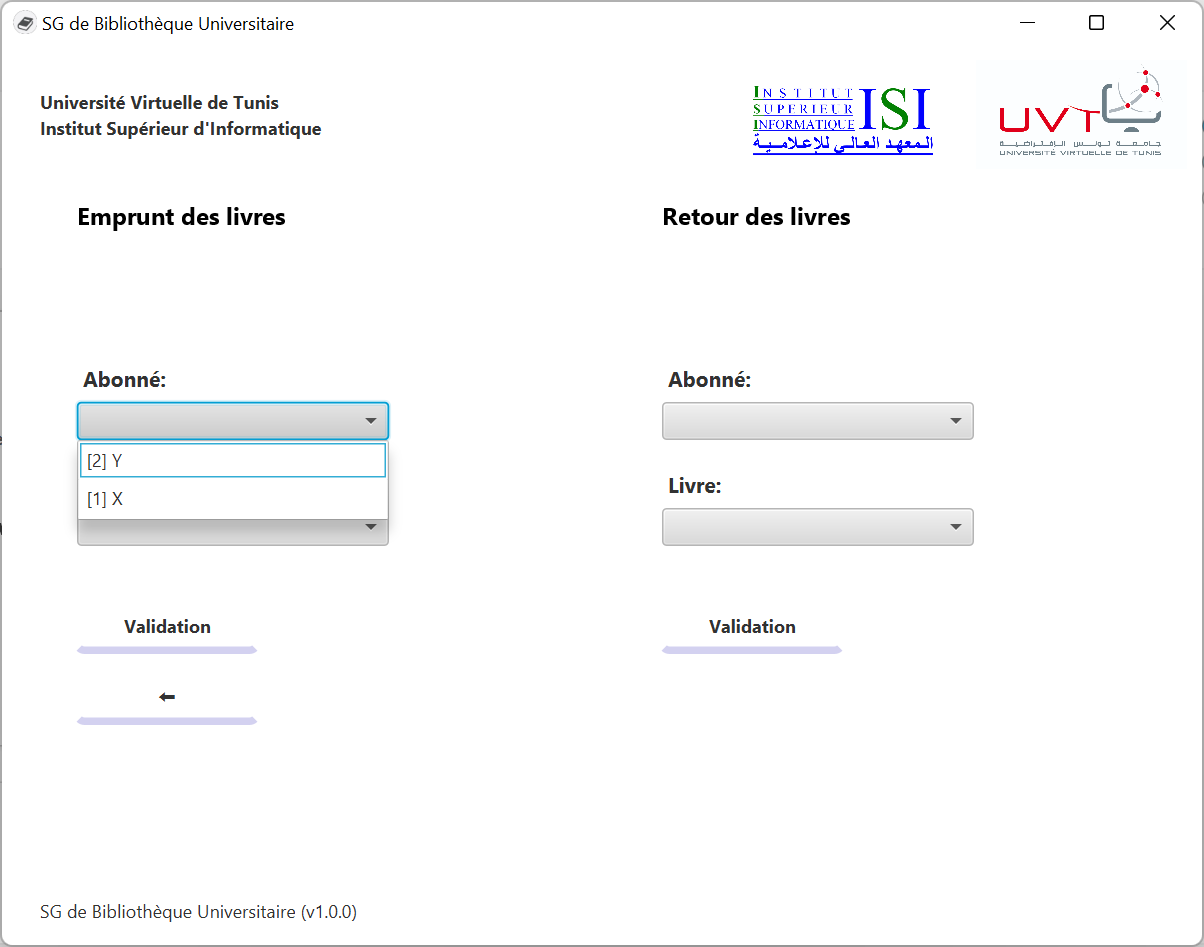 SG de Bibliothèque Universitaire
Université Virtuelle de Tunis
Institut Supérieur d'Informatique
INSTITUT
SUPERIEUR
INFORMATIQUE
ISI
المعهد العالي للإعلامية
UVT
جامعة تونس الإفتراضية
UNIVERSITÉ VIRTUELLE DE TUNIS
Emprunt des livres
Retour des livres
Abonné:
Abonné:
[2] Y
[1] X
Livre:
Validation
Validation
SG de Bibliothèque Universitaire (v1.0.0)